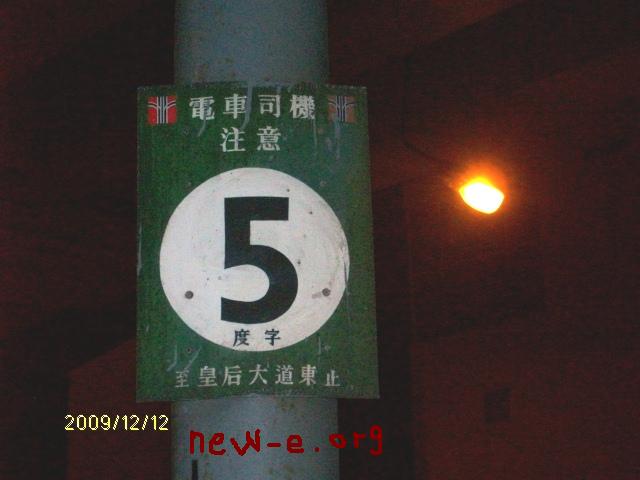 電車司機
注意
5
度字
至皇后大道東止
2009/12/12
new-e.org